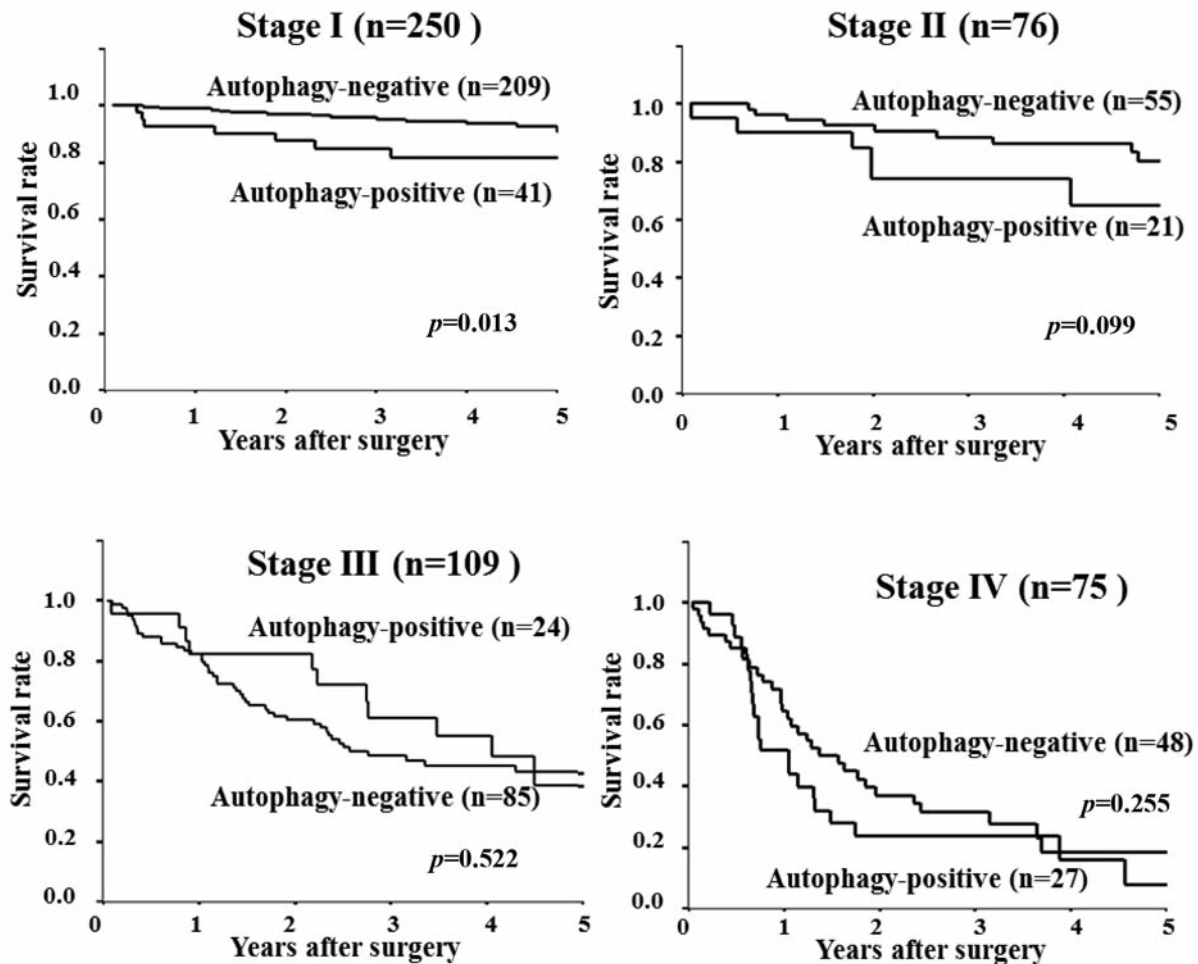 Stage I (n=250 )
Autophagy-negative (n=209)
Autophagy-positive (n=41)
p=0.013
Survival rate
1.0
0.8
0.6
0.4
0.2
0.0
0 1 2 3 4 5
Years after surgery
Stage II (n=76)
Autophagy-negative (n=55)
Autophagy-positive (n=21)
p=0.099
Survival rate
1.0
0.8
0.6
0.4
0.2
0.0
0 1 2 3 4 5
Years after surgery
Stage III (n=109 )
Autophagy-positive (n=24)
Autophagy-negative (n=85)
p=0.522
Survival rate
1.0
0.8
0.6
0.4
0.2
0.0
0 1 2 3 4 5
Years after surgery
Stage IV (n=75 )
Autophagy-negative (n=48)
p=0.255
Autophagy-positive (n=27)
Survival rate
1.0
0.8
0.6
0.4
0.2
0.0
0 1 2 3 4 5
Years after surgery